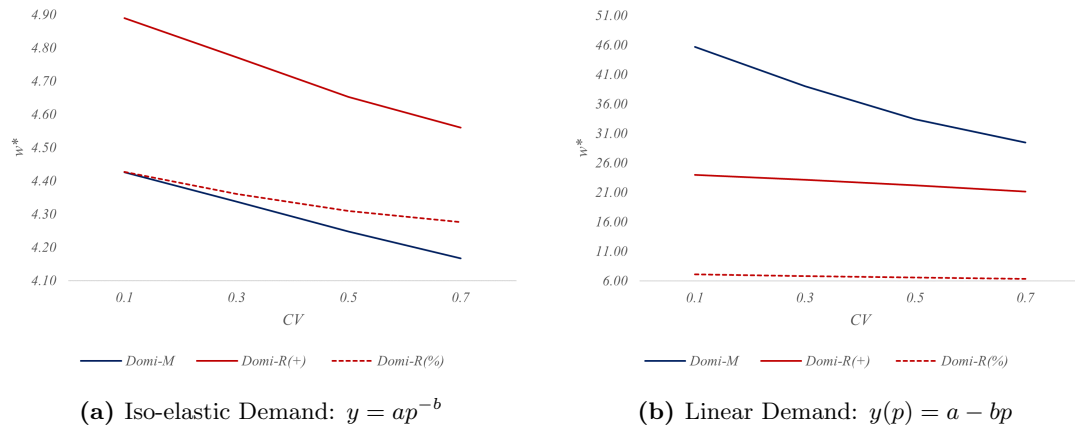 4.90
4.80
4.70
4.60
4.50
4.40
4.30
4.20
4.10
w*
0.1 0.3 0.5 0.7
CV
Domi-M Domi-R(+) Domi-R(%)
(a) Iso-elastic Demand: y = ap^{-b}
51.00
46.00
41.00
36.00
31.00
26.00
21.00
16.00
11.00
6.00
w*
0.1 0.3 0.5 0.7
CV
Domi-M Domi-R(+) Domi-R(%)
(b) Linear Demand: y(p) = a − bp